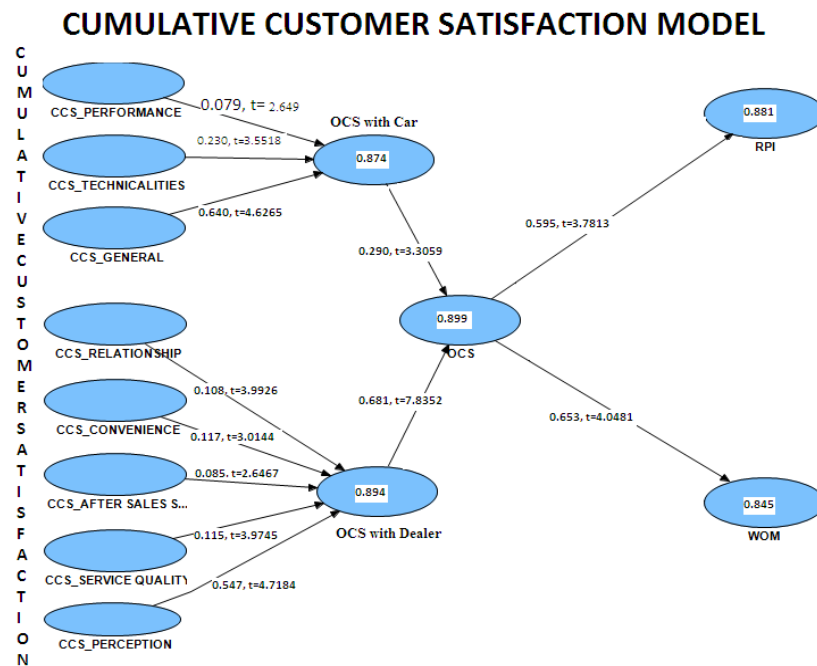 CUMULATIVE CUSTOMER SATISFACTION MODEL
C
U
M
U
L
A
T
I
V
E
C
U
S
T
O
M
E
R
S
A
T
I
S
F
A
C
T
I
O
N
CCS_PERFORMANCE
0.079, t= 2.649
OCS with Car
0.874
CCS_TECHNICALITIES
0.230, t=3.5518
0.640, t=4.6265
CCS_GENERAL
0.881
RPI
0.595, t=3.7813
0.290, t=3.3059
0.899
OCS
CCS_RELATIONSHIP
0.108, t=3.9926
CCS_CONVENIENCE
0.117, t=3.0144
0.681, t=7.8352
0.653, t=4.0481
0.085, t=2.6467
CCS_AFTER SALES S...
0.894
OCS with Dealer
0.845
WOM
0.115, t=3.9745
CCS_SERVICE QUALITY
0.547, t=4.7184
CCS_PERCEPTION